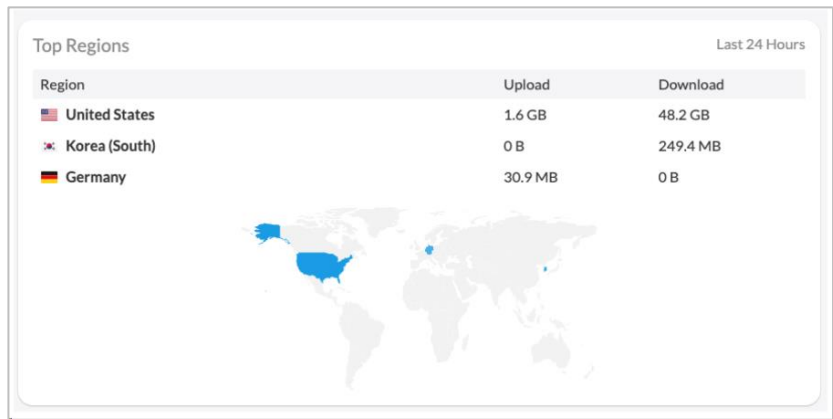 Top Regions Last 24 Hours
Region Upload Download
United States 1.6 GB 48.2 GB
Korea (South) 0 B 249.4 MB
Germany 30.9 MB 0 B